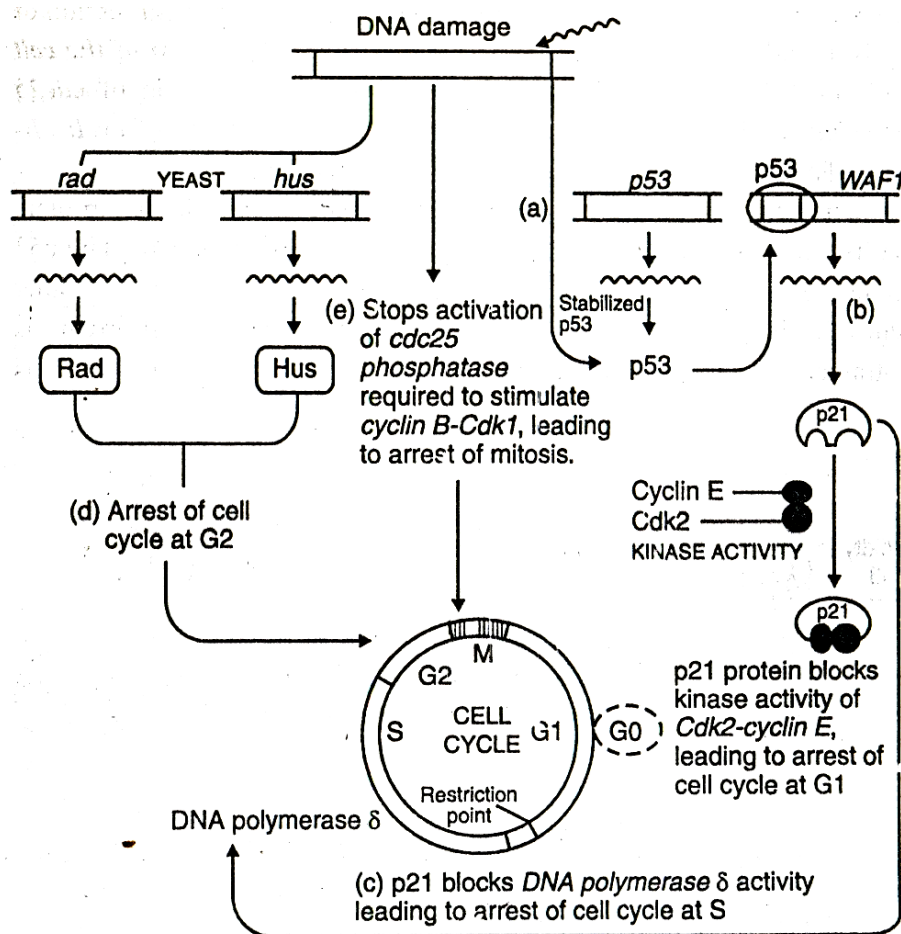 DNA damage
rad
YEAST
hus
(a)
p53
p53
WAF1
(b)
Stabilized
p53
p53
Rad
Hus
(e) Stops activation
of cdc25
phosphatase
required to stimulate
cyclin B-Cdk1, leading
to arrest of mitosis.
p21
(d) Arrest of cell
cycle at G2
Cyclin E
Cdk2
KINASE ACTIVITY
p21
p21 protein blocks
kinase activity of
Cdk2-cyclin E,
leading to arrest of
cell cycle at G1
M
G2
S
CELL
CYCLE
G1
G0
Restriction
point
DNA polymerase δ
(c) p21 blocks DNA polymerase δ activity
leading to arrest of cell cycle at S